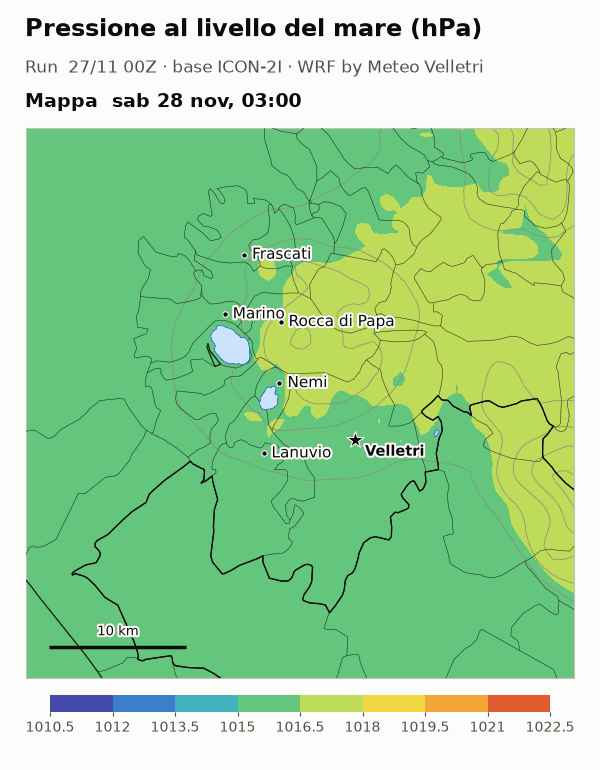 Pressione al livello del mare (hPa)
Run  27/11 00Z · base ICON-2I · WRF by Meteo Velletri
Mappa  sab 28 nov, 03:00
Frascati
Marino
Rocca di Papa
Nemi
Velletri
Lanuvio
10 km
1010.5 1012 1013.5 1015 1016.5 1018 1019.5 1021 1022.5